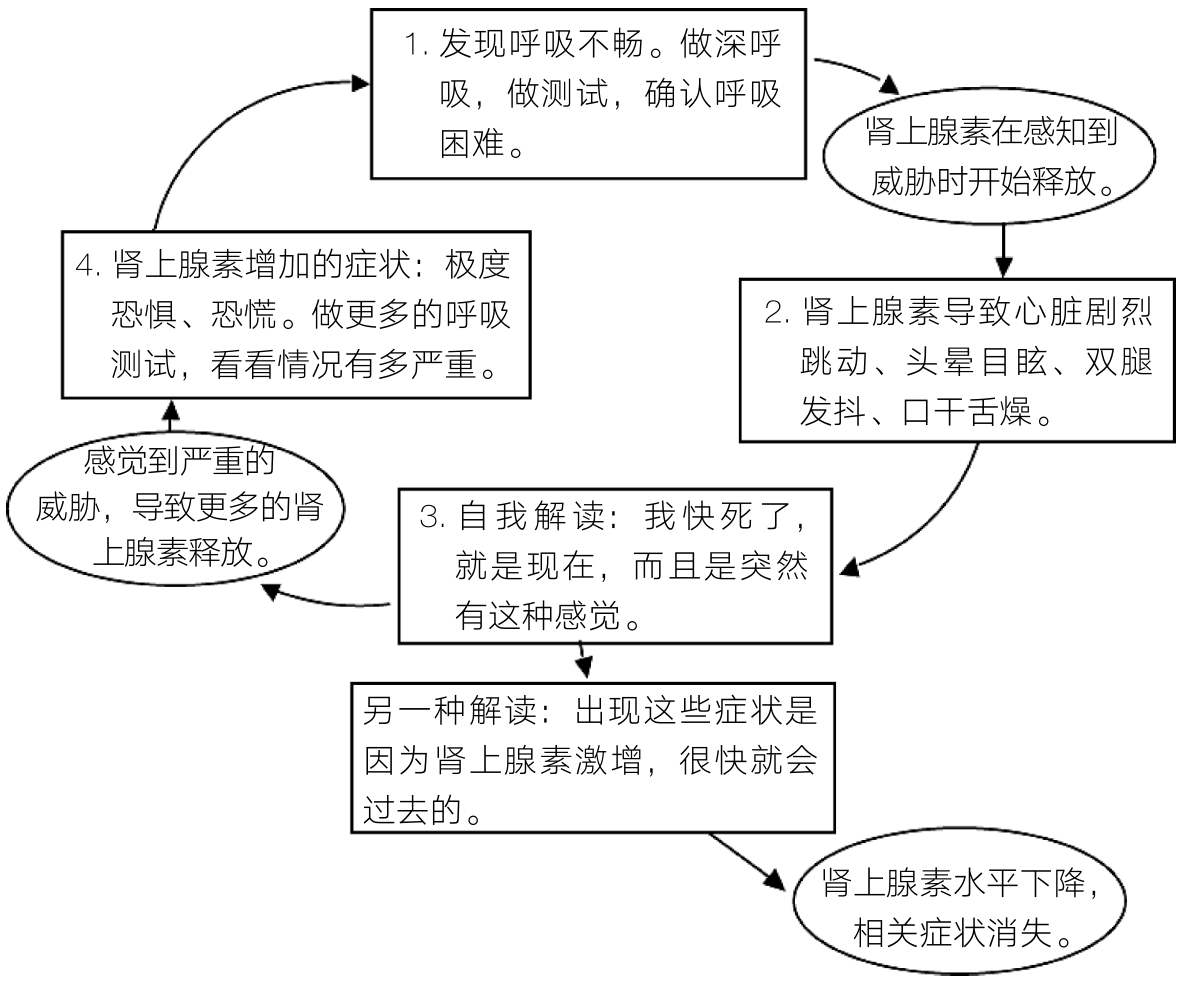 1. 发现呼吸不畅。做深呼
吸，做测试，确认呼吸
困难。
肾上腺素在感知到
威胁时开始释放。
2. 肾上腺素导致心脏剧烈
跳动、头晕目眩、双腿
发抖、口干舌燥。
3. 自我解读：我快死了，
就是现在，而且是突然
有这种感觉。
感觉到严重的
威胁，导致更多的肾
上腺素释放。
4. 肾上腺素增加的症状：极度
恐惧、恐慌。做更多的呼吸
测试，看看情况有多严重。
另一种解读：出现这些症状是
因为肾上腺素激增，很快就会
过去的。
肾上腺素水平下降，
相关症状消失。